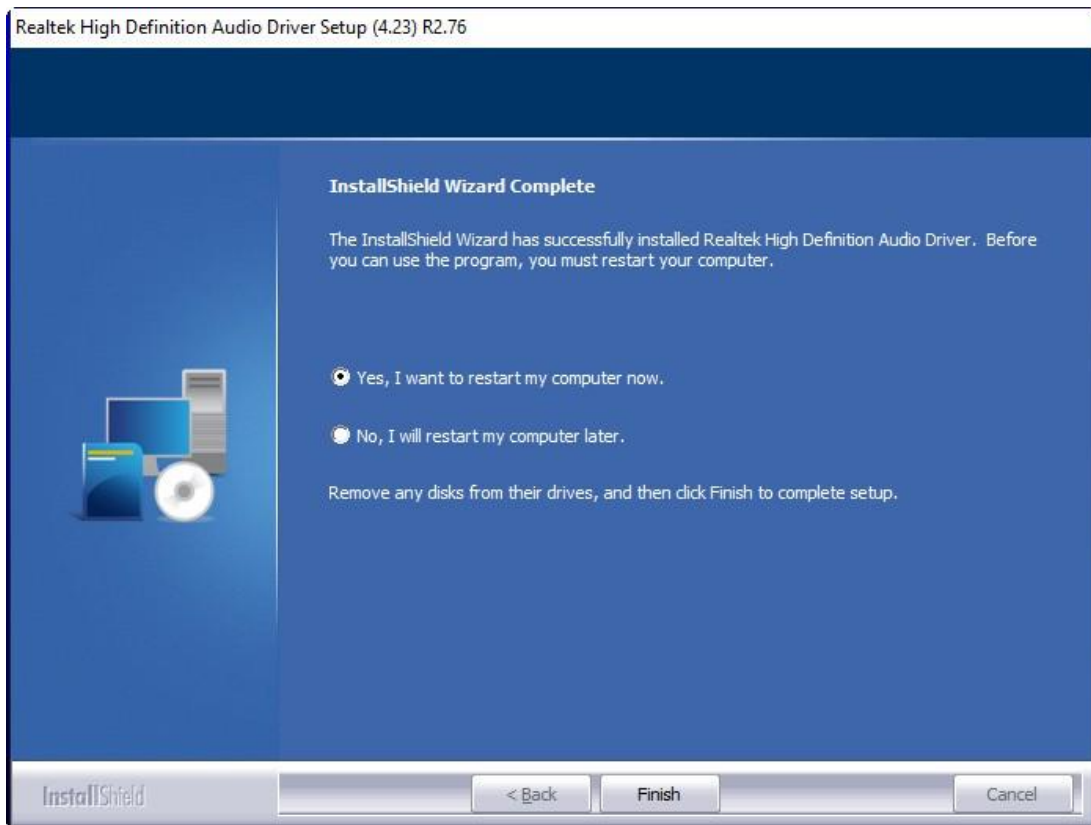 Realtek High Definition Audio Driver Setup (4.23) R2.76
InstallShield Wizard Complete
The InstallShield Wizard has successfully installed Realtek High Definition Audio Driver.  Before
you can use the program, you must restart your computer.
Yes, I want to restart my computer now.
No, I will restart my computer later.
Remove any disks from their drives, and then click Finish to complete setup.
InstallShield
< Back
Finish
Cancel